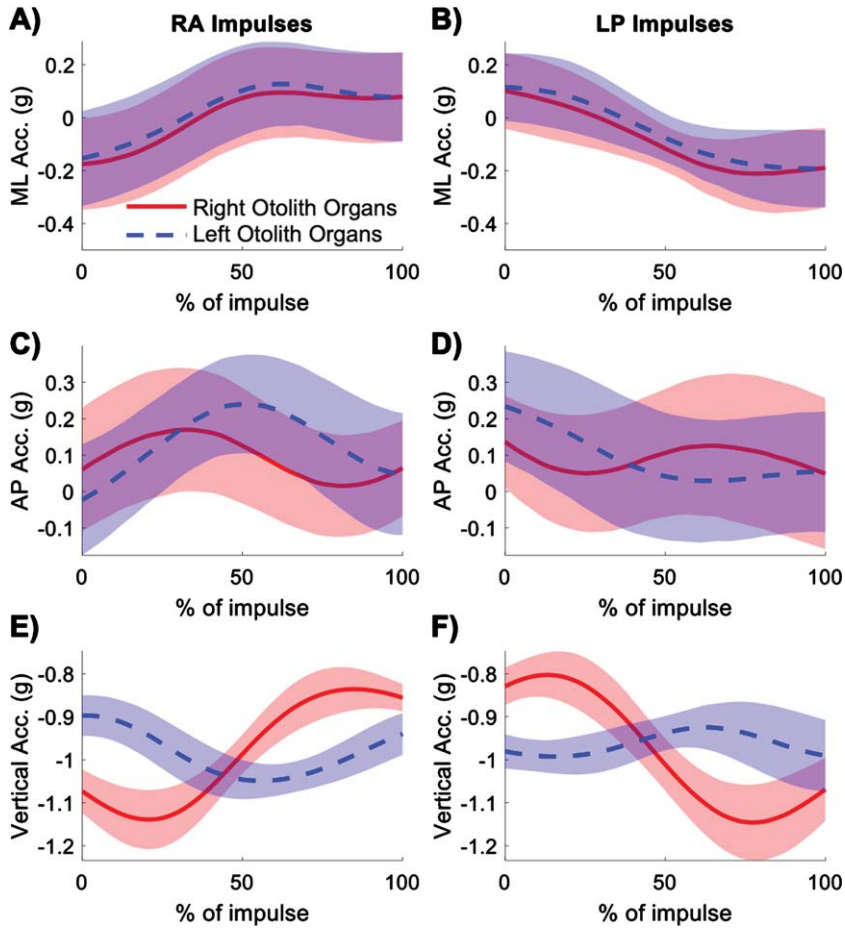 A)
RA Impulses
ML Acc. (g)
0.2
0
-0.2
-0.4
Right Otolith Organs
Left Otolith Organs
0
50
100
% of impulse
B)
LP Impulses
ML Acc. (g)
0.2
0
-0.2
-0.4
0
50
100
% of impulse
C)
AP Acc. (g)
0.3
0.2
0.1
0
-0.1
0
50
100
% of impulse
D)
AP Acc. (g)
0.3
0.2
0.1
0
-0.1
0
50
100
% of impulse
E)
Vertical Acc. (g)
-0.8
-0.9
-1
-1.1
-1.2
0
50
100
% of impulse
F)
Vertical Acc. (g)
-0.8
-0.9
-1
-1.1
-1.2
0
50
100
% of impulse